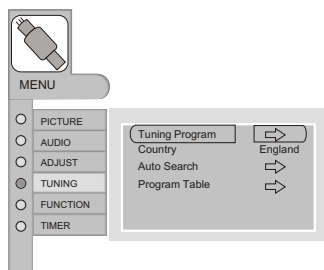 MENU
PICTURE
AUDIO
ADJUST
TUNING
FUNCTION
TIMER
Tuning Program
Country England
Auto Search
Program Table